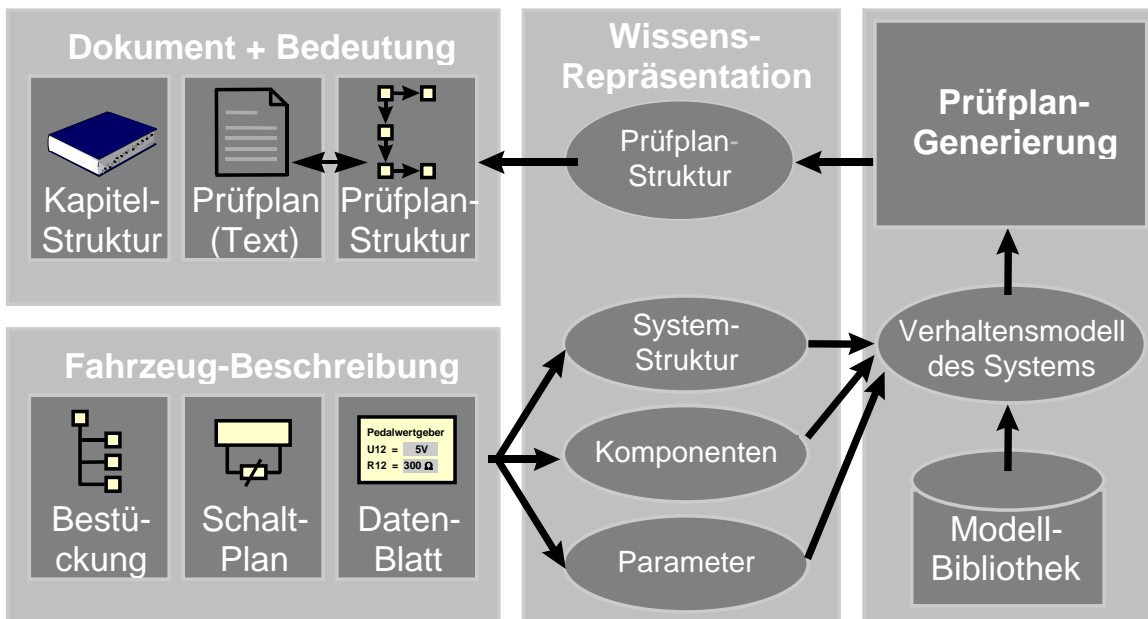 Dokument + Bedeutung
Kapitel-
Struktur
Prüfplan
(Text)
Prüfplan-
Struktur
Fahrzeug-Beschreibung
Bestü-
ckung
Schalt-
Plan
Pedalwertgeber
U12 = 5V
R12 = 300 Ω
Daten-
Blatt
Wissens-
Repräsentation
Prüfplan-
Struktur
System-
Struktur
Komponenten
Parameter
Prüfplan-
Generierung
Verhaltensmodell
des Systems
Modell-
Bibliothek